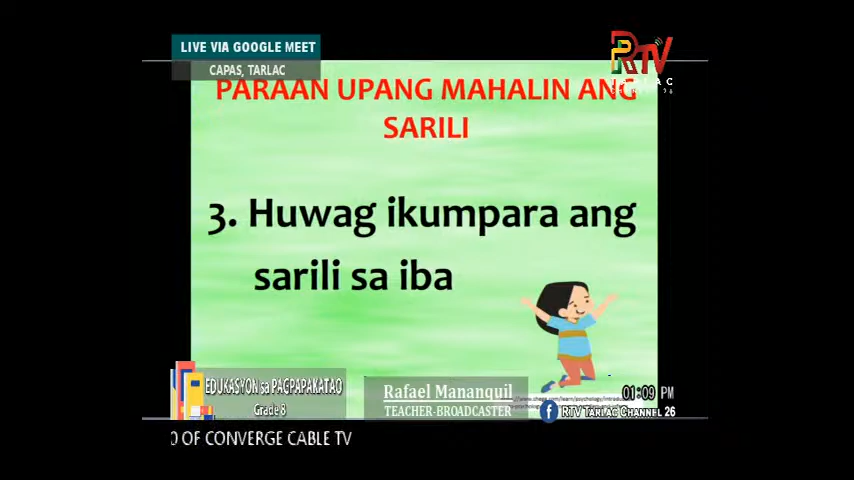 LIVE VIA GOOGLE MEET
CAPAS, TARLAC
RTV
PARAAN UPANG MAHALIN ANG
SARILI
3. Huwag ikumpara ang
sarili sa iba
EDUKASYON sa PAGPAPAKATAO
Grade 8
Rafael Mananquil
TEACHER-BROADCASTER
01:09 PM
RTV TARLAC CHANNEL 26
OF CONVERGE CABLE TV